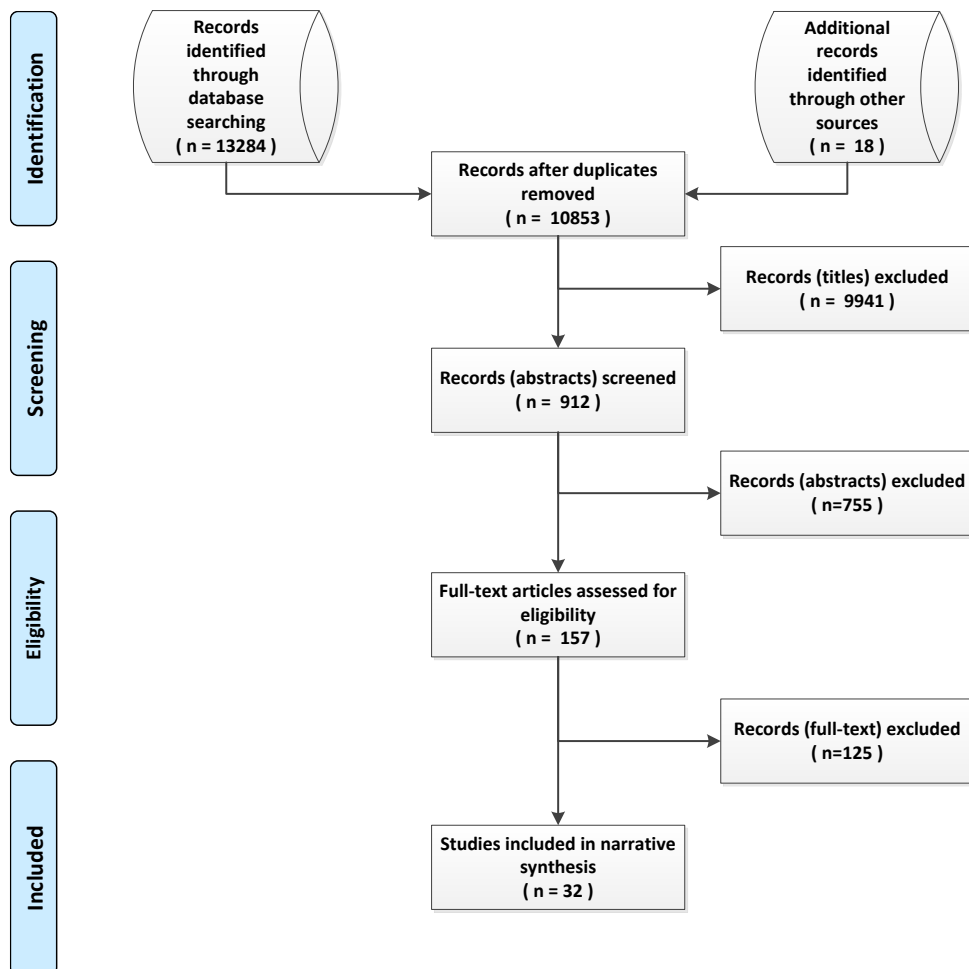 Identification
Records
identified
through
database
searching
( n = 13284 )
Additional
records
identified
through other
sources
( n =  18 )
Records after duplicates
removed
( n =  10853 )
Screening
Records (titles) excluded
( n =  9941 )
Records (abstracts) screened
( n =  912 )
Records (abstracts) excluded
( n=755 )
Eligibility
Full-text articles assessed for
eligibility
( n =  157 )
Records (full-text) excluded
( n=125 )
Included
Studies included in narrative
synthesis
( n = 32 )